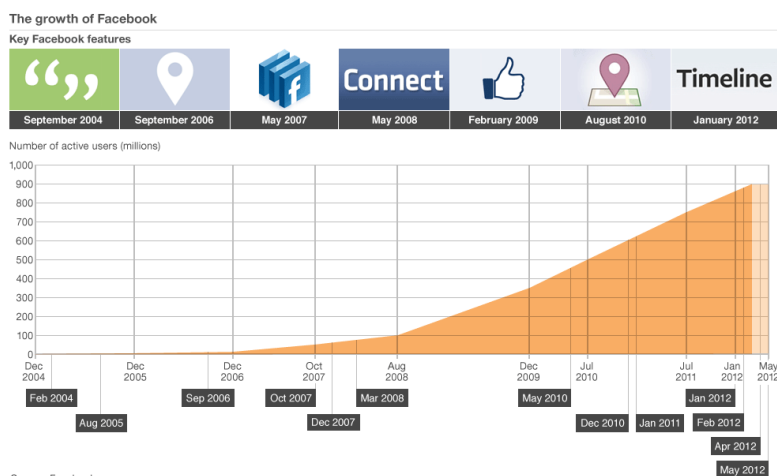 The growth of Facebook
Key Facebook features
“ ”
f
Connect
Timeline
September 2004 September 2006 May 2007 May 2008 February 2009 August 2010 January 2012
Number of active users (millions)
1,000
900
800
700
600
500
400
300
200
100
0
Dec 2004
Dec 2005
Dec 2006
Oct 2007
Aug 2008
Dec 2009
Jul 2010
Jul 2011
Jan 2012
May 2012
Feb 2004 Sep 2006 Oct 2007 Mar 2008 May 2010 Jan 2012
Aug 2005 Dec 2007 Dec 2010 Jan 2011 Feb 2012
Apr 2012
May 2012